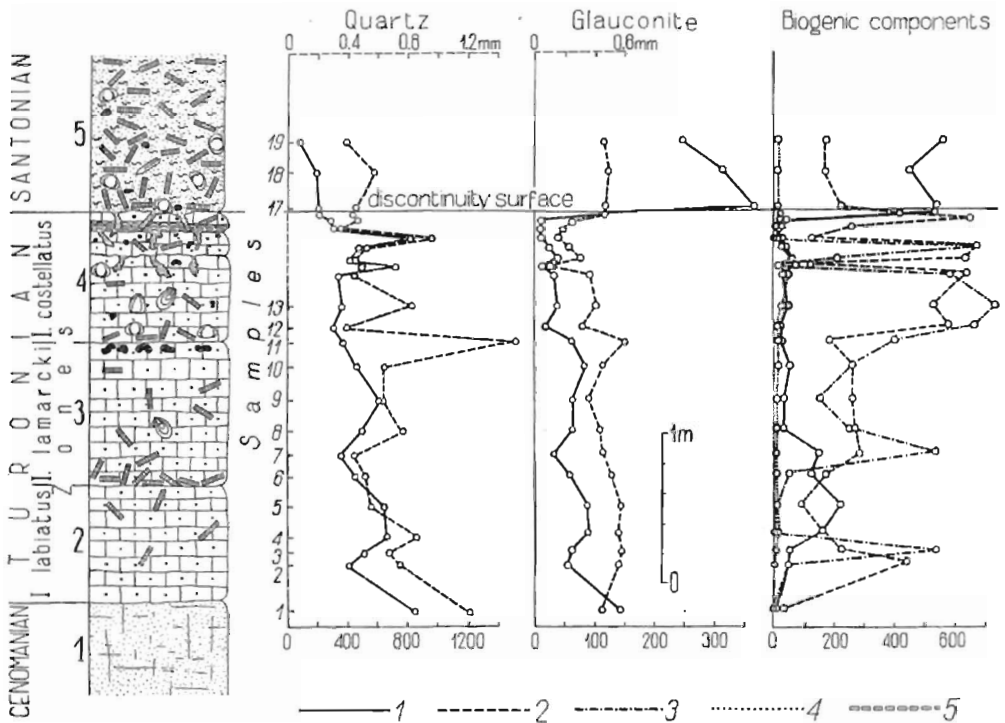 Quartz
Glauconite
Biogenic components
0 0.4 0.8 1.2mm
0 0.6mm
SANTONIAN
TURONIAN
CENOMANIAN
I labiatus
I. lamarcki
I. costellatus
Zones
5
4
3
2
1
Samples
19
18
17
13
12
11
10
9
8
7
6
5
4
3
2
1
discontinuity surface
1m
0
0 400 800 1200
0 100 200 300
0 200 400 600
1 2 3 4 5